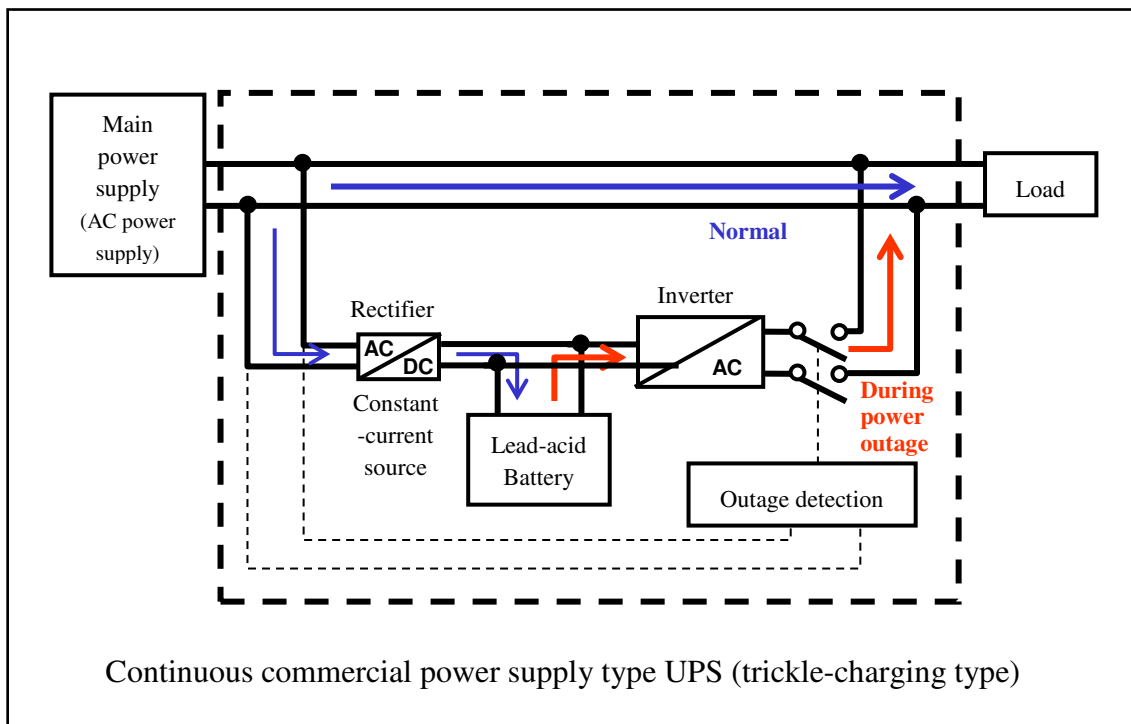 Main
power
supply
(AC power
supply)
Load
Normal
Rectifier
Inverter
AC
DC
AC
Constant
-current
source
Lead-acid
Battery
During
power
outage
Outage detection
Continuous commercial power supply type UPS (trickle-charging type)